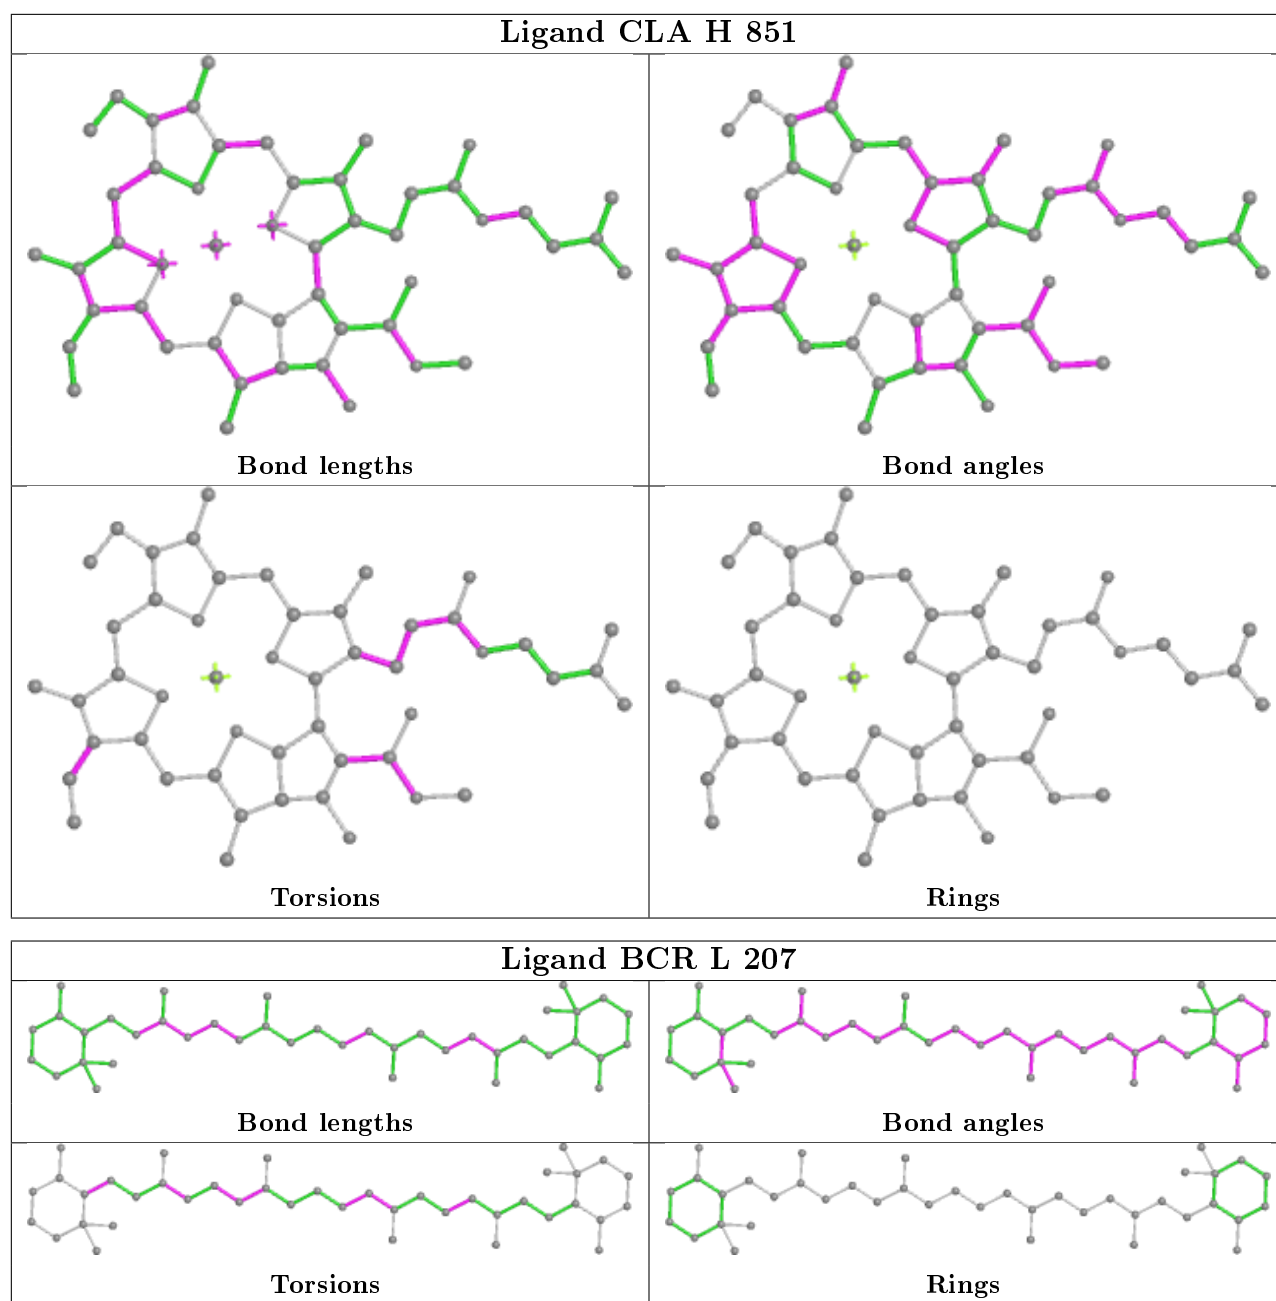 Ligand CLA H 851
Bond lengths
Bond angles
Torsions
Rings
Ligand BCR L 207
Bond lengths
Bond angles
Torsions
Rings